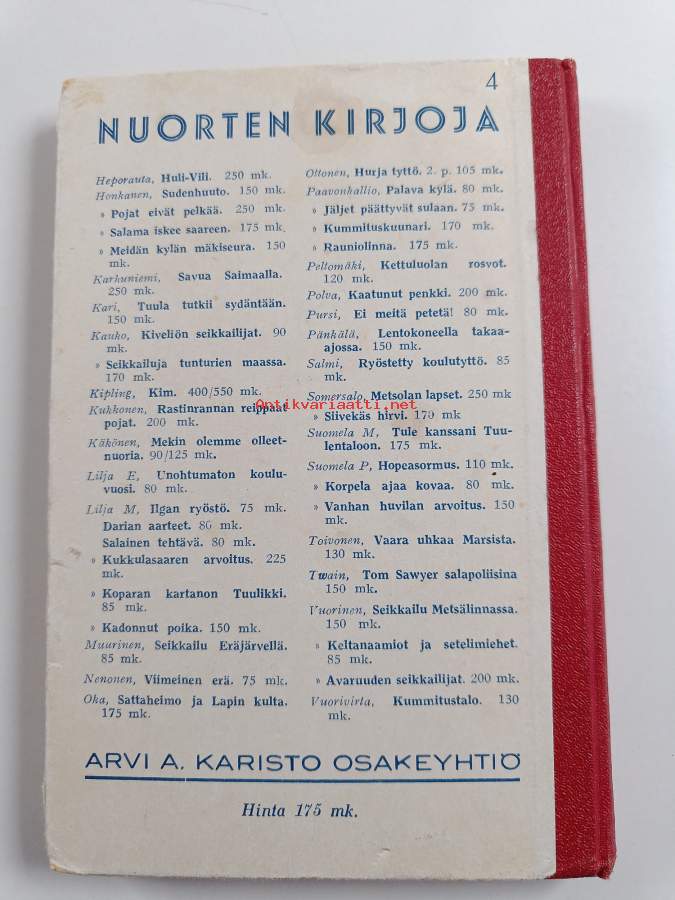 4
NUORTEN KIRJOJA
Heporauta, Huli-Vili. 250 mk.
Honkanen, Sudenhuuto. 150 mk.
» Pojat eivät pelkää. 250 mk.
» Salama iskee saareen. 175 mk.
» Meidän kylän mäkiseura. 150
mk.
Karhuniemi, Savua Saimaalla.
250 mk.
Kari, Tuula tutkii sydäntään.
150 mk.
Kauko, Kiveliön seikkailijat. 90
mk.
» Seikkailuja tunturien maassa.
170 mk.
Kipling, Kim. 400/550 mk.
Kukkonen, Rastinrannan reippaat
pojat. 200 mk.
Käkönen, Mekin olemme olleet-
nuoria. 90/125 mk.
Lilja E, Unohtumaton koulu-
vuosi. 80 mk.
Lilja M, Ilgan ryöstö. 75 mk.
Darian aarteet. 80 mk.
Salainen tehtävä. 80 mk.
» Kukkulasaaren arvoitus. 225
mk.
» Koparan kartanon Tuulikki.
85 mk.
» Kadonnut poika. 150 mk.
Muurinen, Seikkailu Eräjärvellä.
85 mk.
Nenonen, Viimeinen erä. 75 mk.
Oka, Sattaheimo ja Lapin kulta.
175 mk.
Ottonen, Hurja tyttö. 2. p. 105 mk.
Paavonkallio, Palava kylä. 80 mk.
» Jäljet päättyvät sulaan. 75 mk.
» Kummituskuunari. 170 mk.
» Rauniolinna. 175 mk.
Peltomäki, Kettuluolan rosvot.
120 mk.
Polva, Kaatunut penkki. 200 mk.
Pursi, Ei meitä petetä! 80 mk.
Pänkälä, Lentokoneella takaa-
ajossa. 150 mk.
Salmi, Ryöstetty koulutyttö. 85
mk.
Somersalo, Metsolan lapset. 250 mk
» Siivekäs hirvi. 170 mk
Suomela M, Tule kanssani Tuu-
lentaloon. 175 mk.
Suomela P, Hopeasormus. 110 mk.
» Korpela ajaa kovaa. 80 mk.
» Vanhan huvilan arvoitus. 150
mk.
Toivonen, Vaara uhkaa Marsista.
130 mk.
Twain, Tom Sawyer salapoliisina
150 mk.
Vuorinen, Seikkailu Metsälinnassa.
150 mk.
» Keltanaamiot ja setelimiehet.
85 mk.
» Avaruuden seikkailijat. 200 mk.
Vuorivirta, Kummitustalo. 130
mk.
Antikvariaatti.net
ARVI A. KARISTO OSAKEYHTIÖ
Hinta 175 mk.